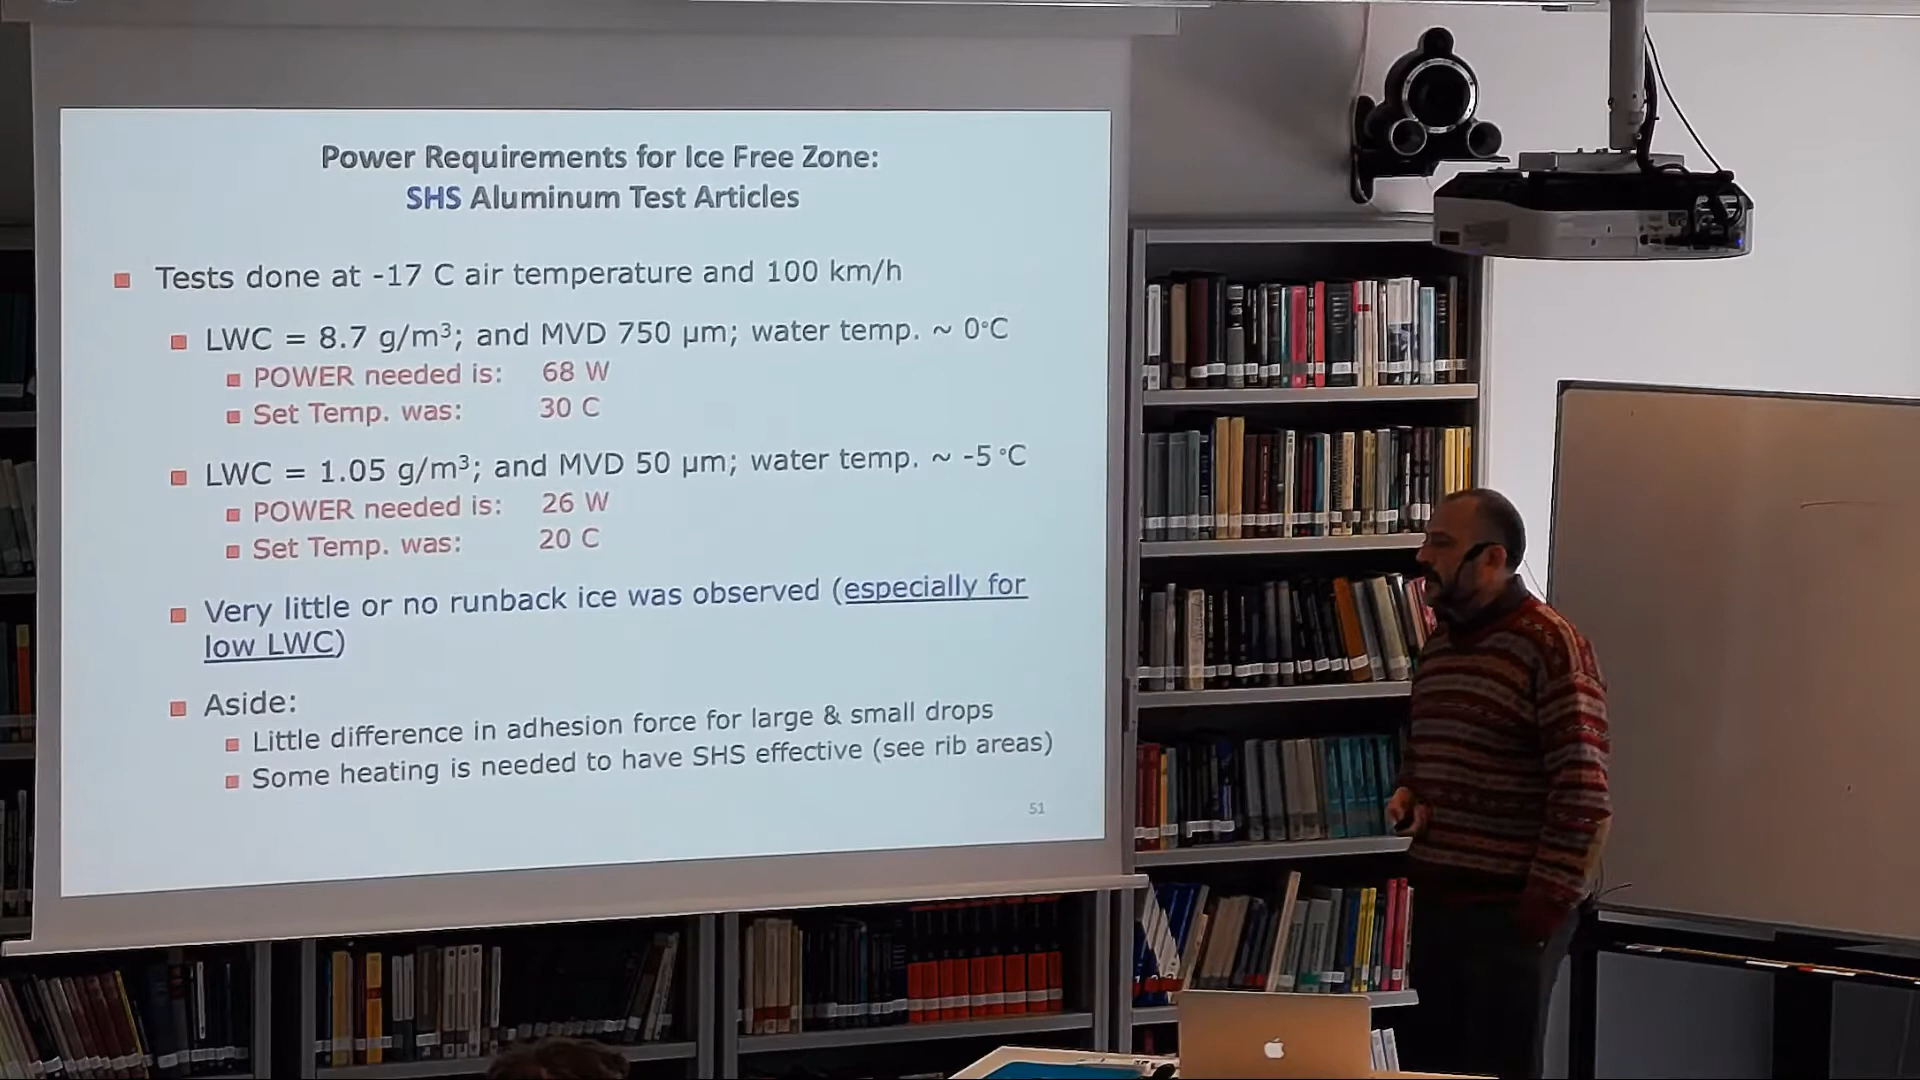 Power Requirements for Ice Free Zone:
SHS Aluminum Test Articles
Tests done at -17 C air temperature and 100 km/h
LWC = 8.7 g/m³; and MVD 750 µm; water temp. ~ 0°C
POWER needed is: 68 W
Set Temp. was: 30 C
LWC = 1.05 g/m³; and MVD 50 µm; water temp. ~ -5 °C
POWER needed is: 26 W
Set Temp. was: 20 C
Very little or no runback ice was observed (especially for
low LWC)
Aside:
Little difference in adhesion force for large & small drops
Some heating is needed to have SHS effective (see rib areas)
51